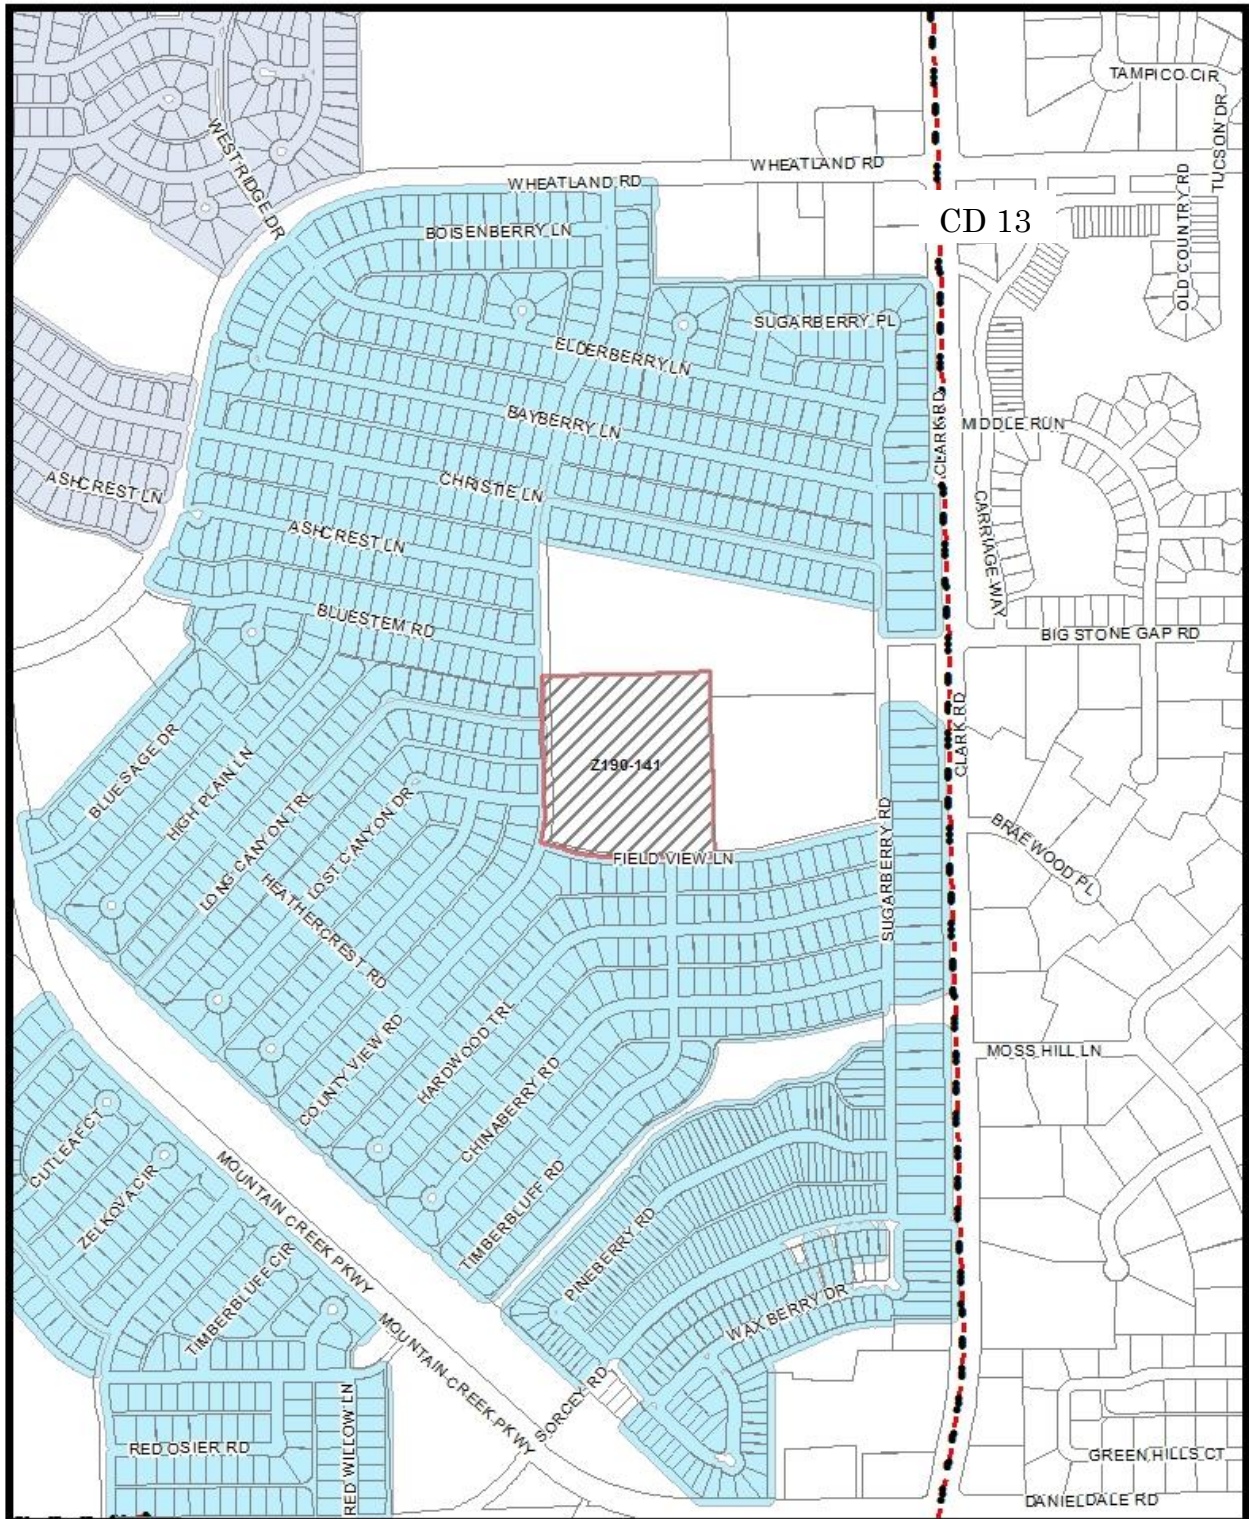 TAMPICO CIR
TUCSON DR
WESTRIDGE DR
WHEATLAND RD
WHEATLAND RD
OLD COUNTRY RD
CD 13
BOISENBERRY LN
SUGARBERRY PL
ELDERBERRY LN
BAYBERRY LN
CLARK RD
MIDDLE RUN
CHRISTIE LN
ASHCREST LN
ASHCREST LN
CARRIAGE WAY
BLUESTEM RD
BIG STONE GAP RD
CLARK RD
BLUE SAGE DR
HIGH PLAIN LN
Z190-141
LONG CANYON TRL
LOST CANYON DR
FIELD VIEW LN
SUGARBERRY RD
BRAEWOOD PL
HEATHERCREST RD
COUNTY VIEW RD
HARDWOOD TRL
CHINABERRY RD
MOSS HILL LN
CUTLEAF CT
ZELKOVA CIR
MOUNTAIN CREEK PKWY
TIMBERBLUFF RD
PINEBERRY RD
TIMBERBLUFF CIR
WAXBERRY DR
MOUNTAIN CREEK PKWY
SORCEY RD
RED OSIER RD
RED WILLOW LN
GREEN HILLS CT
DANIELDALE RD